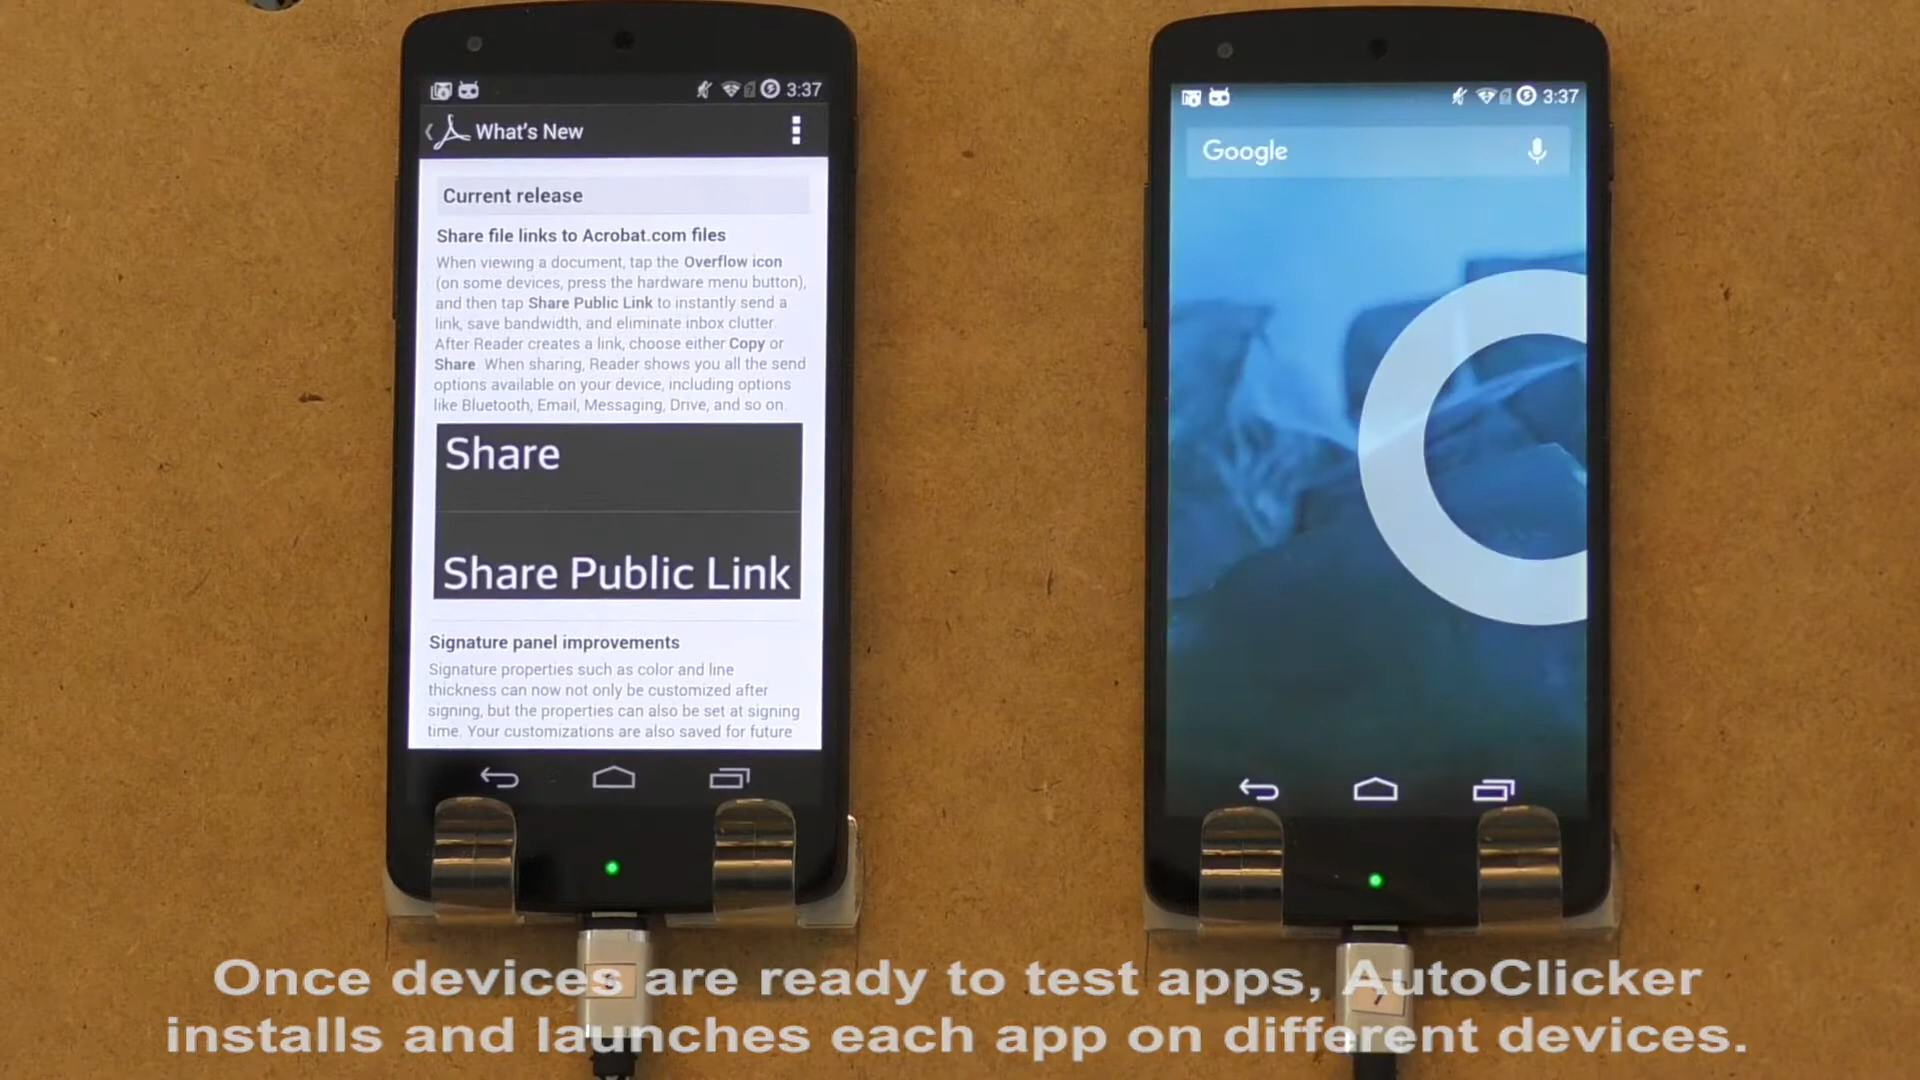 3:37
What's New
Current release
Share file links to Acrobat.com files
When viewing a document, tap the Overflow icon
(on some devices, press the hardware menu button),
and then tap Share Public Link to instantly send a
link, save bandwidth, and eliminate inbox clutter.
After Reader creates a link, choose either Copy or
Share. When sharing, Reader shows you all the send
options available on your device, including options
like Bluetooth, Email, Messaging, Drive, and so on.
Share
Share Public Link
Signature panel improvements
Signature properties such as color and line
thickness can now not only be customized after
signing, but the properties can also be set at signing
time. Your customizations are also saved for future
3:37
Google
Once devices are ready to test apps, AutoClicker
installs and launches each app on different devices.